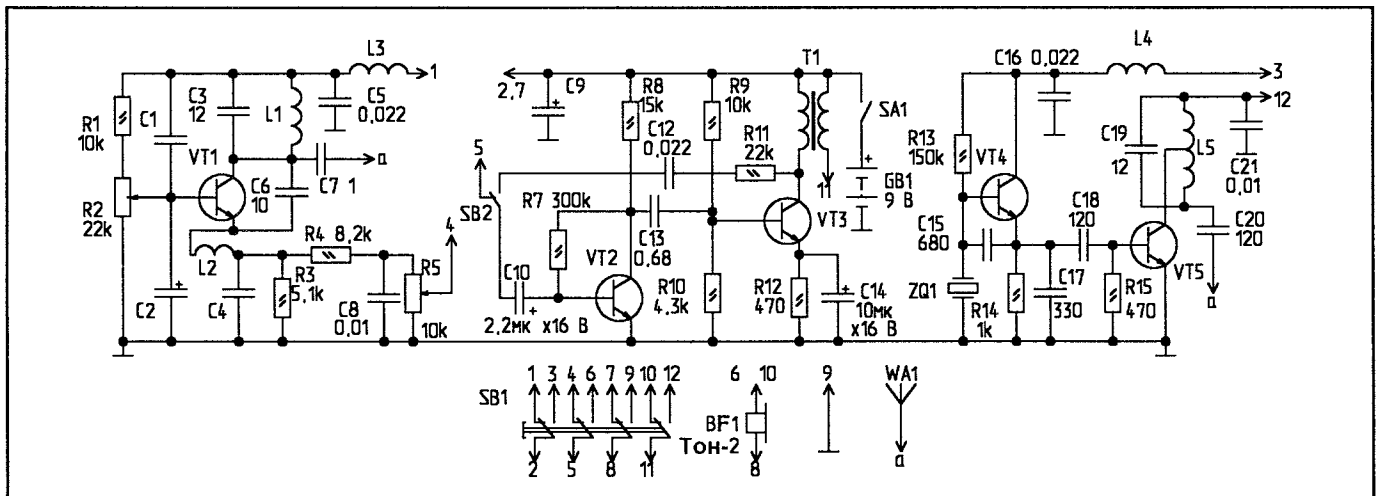 L3
1
C3
12
L1
C5
0,022
R1
10k
C1
VT1
C6
10
C7 1
a
R2
22k
4
R4 8,2k
R5
L2
R3
5,1k
C2
C4
C8
0,01
10k
2,7
C9
R8
15k
R9
10k
T1
SA1
5
C12
0,022
R11
22k
11
GB1
9 В
SB2
R7 300k
C13
0,68
VT3
VT2
C10
R10
4,3k
R12
470
C14
10мк
x16 В
2,2мк x16 В
C16 0,022
L4
3
12
R13
150k
VT4
C19
12
L5
C21
0,01
C15
680
C18
120
C20
120
VT5
ZQ1
R14
1k
C17
330
R15
470
a
SB1
1 3 4 6 7 9 10 12
2 5 8 11
6 10
BF1
Тон-2
8
9
WA1
a